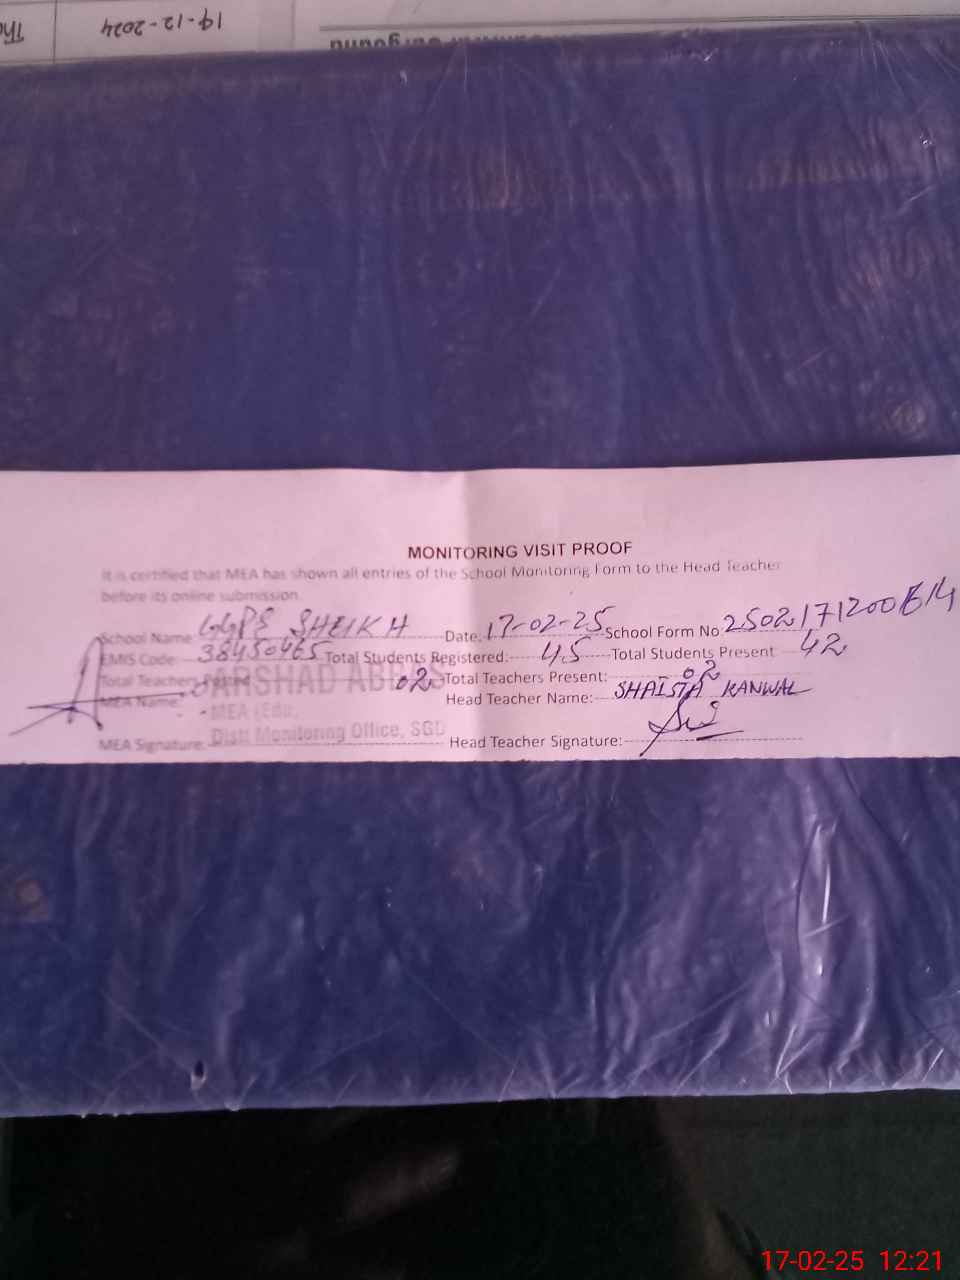 19-12-2024
MONITORING VISIT PROOF
It is certified that MEA has shown all entries of the School Monitoring Form to the Head Teacher
before its online submission
School Name: GGPS SHEIKH Date: 17-02-25 School Form No
EMIS Code: 38450465 Total Students Registered: 45 Total Students Present 42
Total Teachers Posted 02 Total Teachers Present: 02
MEA Name: ARSHAD Head Teacher Name: SHAISTA KANWAL
MEA (Edu,
MEA Signature: Distt Monitoring Office, SGD Head Teacher Signature:
17-02-25 12:21